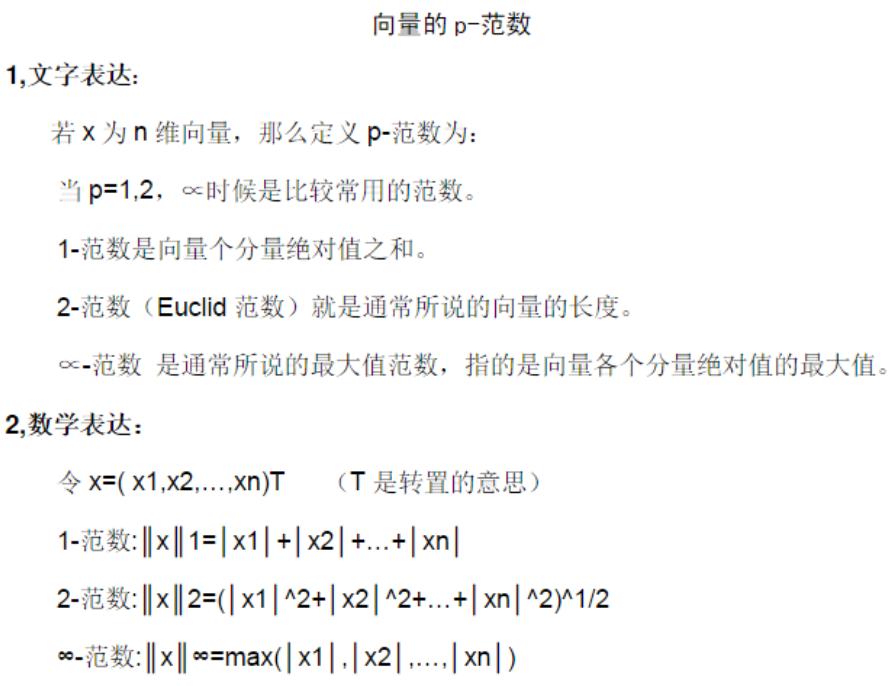 向量的 p-范数
1,文字表达:
若 x 为 n 维向量，那么定义 p-范数为:
当 p=1,2，∝时候是比较常用的范数。
1-范数是向量个分量绝对值之和。
2-范数（Euclid 范数）就是通常所说的向量的长度。
∝-范数 是通常所说的最大值范数，指的是向量各个分量绝对值的最大值。
2,数学表达:
令 x=( x1,x2,…,xn)T （T 是转置的意思）
1-范数:║x║1=│x1│+│x2│+…+│xn│
2-范数:║x║2=(│x1│^2+│x2│^2+…+│xn│^2)^1/2
∞-范数:║x║∞=max(│x1│,│x2│,…,│xn│)